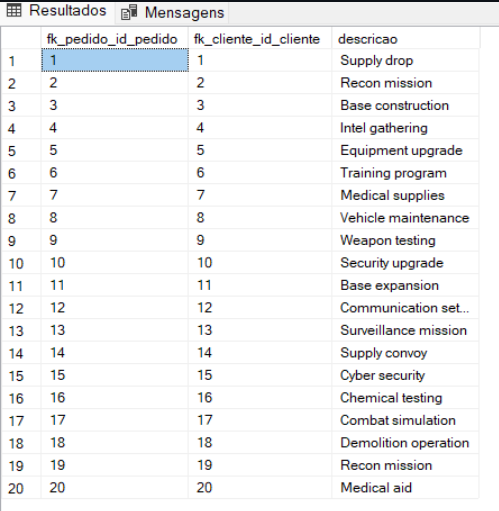 Resultados Mensagens
fk_pedido_id_pedido fk_cliente_id_cliente descricao
1 1 1 Supply drop
2 2 2 Recon mission
3 3 3 Base construction
4 4 4 Intel gathering
5 5 5 Equipment upgrade
6 6 6 Training program
7 7 7 Medical supplies
8 8 8 Vehicle maintenance
9 9 9 Weapon testing
10 10 10 Security upgrade
11 11 11 Base expansion
12 12 12 Communication set...
13 13 13 Surveillance mission
14 14 14 Supply convoy
15 15 15 Cyber security
16 16 16 Chemical testing
17 17 17 Combat simulation
18 18 18 Demolition operation
19 19 19 Recon mission
20 20 20 Medical aid